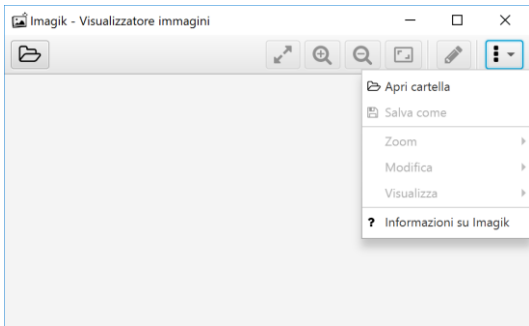 Imagik - Visualizzatore immagini
Apri cartella
Salva come
Zoom
Modifica
Visualizza
? Informazioni su Imagik